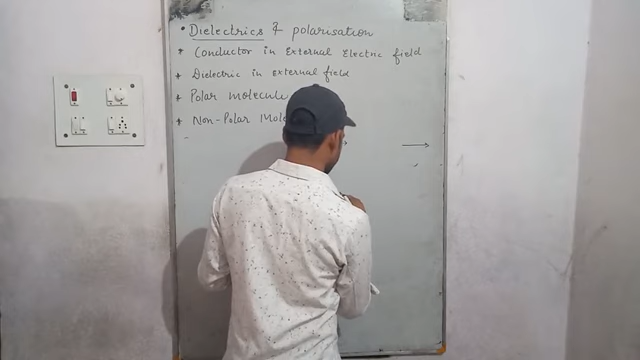 • Dielectrics & polarisation
* Conductor in External Electric field
* Dielectric in external field
* Polar molecule
* Non-Polar Mole